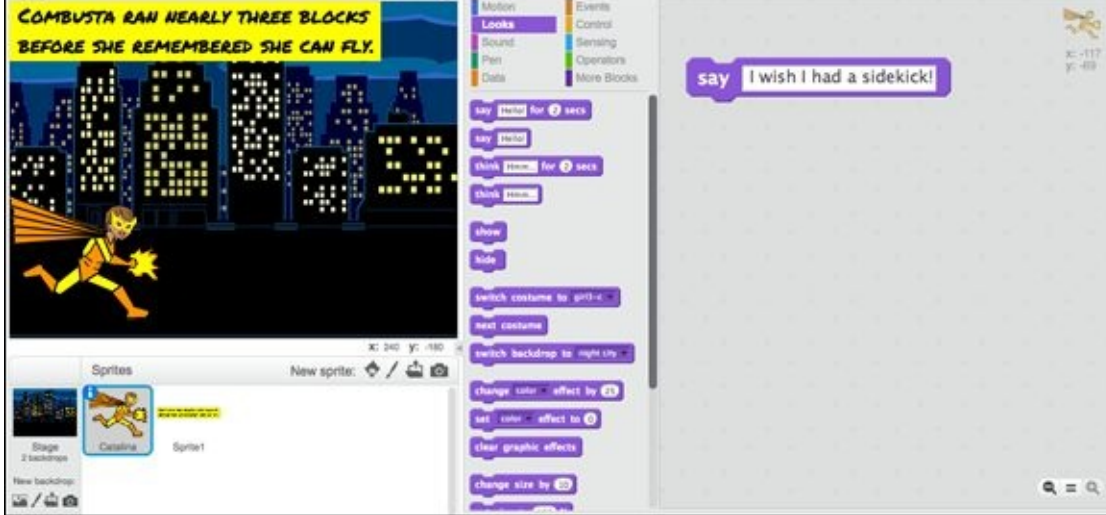 COMBUSTA RAN NEARLY THREE BLOCKS
BEFORE SHE REMEMBERED SHE CAN FLY.
x: 240 y: -180
Sprites New sprite:
Stage
2 backdrops
New backdrop:
Catalina
Sprite1
Motion Events
Looks Control
Sound Sensing
Pen Operators
Data More Blocks
say Hello! for 2 secs
say Hello!
think Hmm... for 2 secs
think Hmm...
show
hide
switch costume to girl3-c
next costume
switch backdrop to night city
change color effect by 25
set color effect to 0
clear graphic effects
change size by 10
say I wish I had a sidekick!
x: -117
y: -69